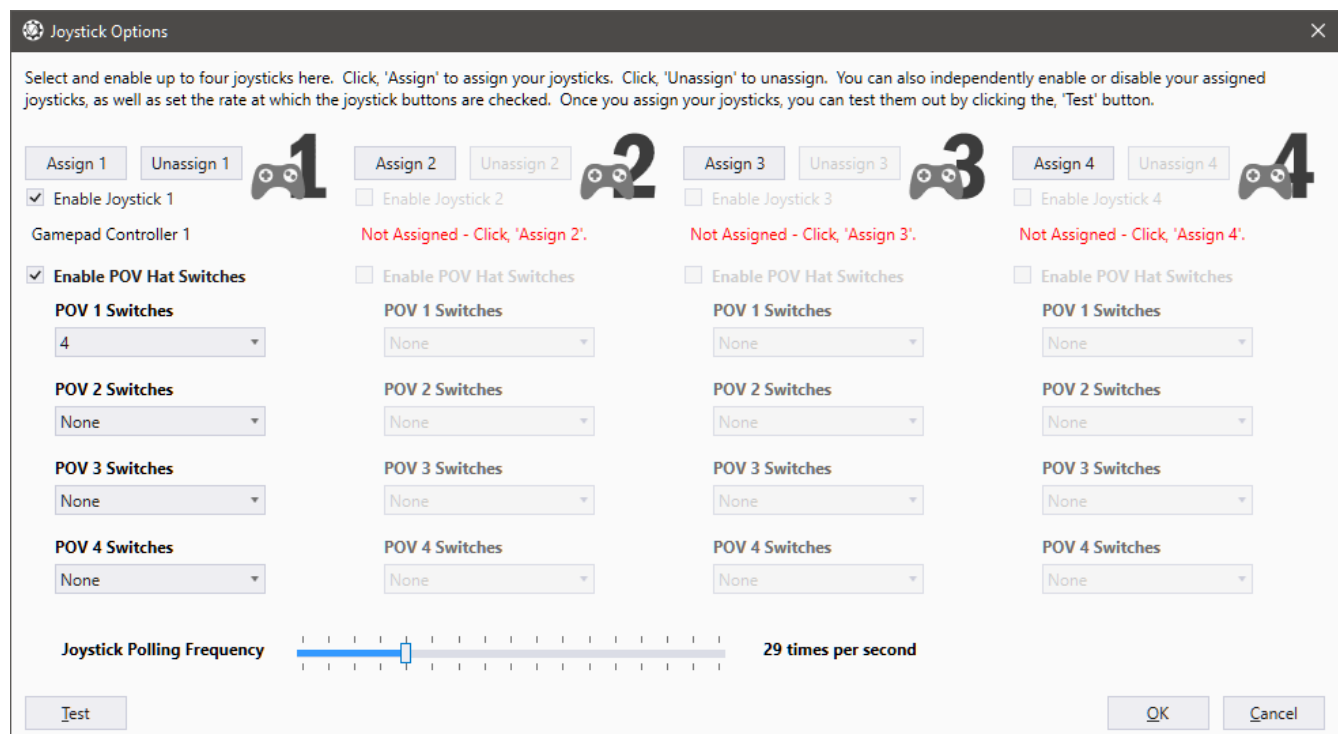 Joystick Options
Select and enable up to four joysticks here.  Click, 'Assign' to assign your joysticks.  Click, 'Unassign' to unassign.  You can also independently enable or disable your assigned
joysticks, as well as set the rate at which the joystick buttons are checked.  Once you assign your joysticks, you can test them out by clicking the, 'Test' button.
Assign 1 Unassign 1 1 Assign 2 Unassign 2 2 Assign 3 Unassign 3 3 Assign 4 Unassign 4 4
Enable Joystick 1 Enable Joystick 2 Enable Joystick 3 Enable Joystick 4
Gamepad Controller 1 Not Assigned - Click, 'Assign 2'. Not Assigned - Click, 'Assign 3'. Not Assigned - Click, 'Assign 4'.
Enable POV Hat Switches Enable POV Hat Switches Enable POV Hat Switches Enable POV Hat Switches
POV 1 Switches POV 1 Switches POV 1 Switches POV 1 Switches
4 None None None
POV 2 Switches POV 2 Switches POV 2 Switches POV 2 Switches
None None None None
POV 3 Switches POV 3 Switches POV 3 Switches POV 3 Switches
None None None None
POV 4 Switches POV 4 Switches POV 4 Switches POV 4 Switches
None None None None
Joystick Polling Frequency 29 times per second
Test OK Cancel